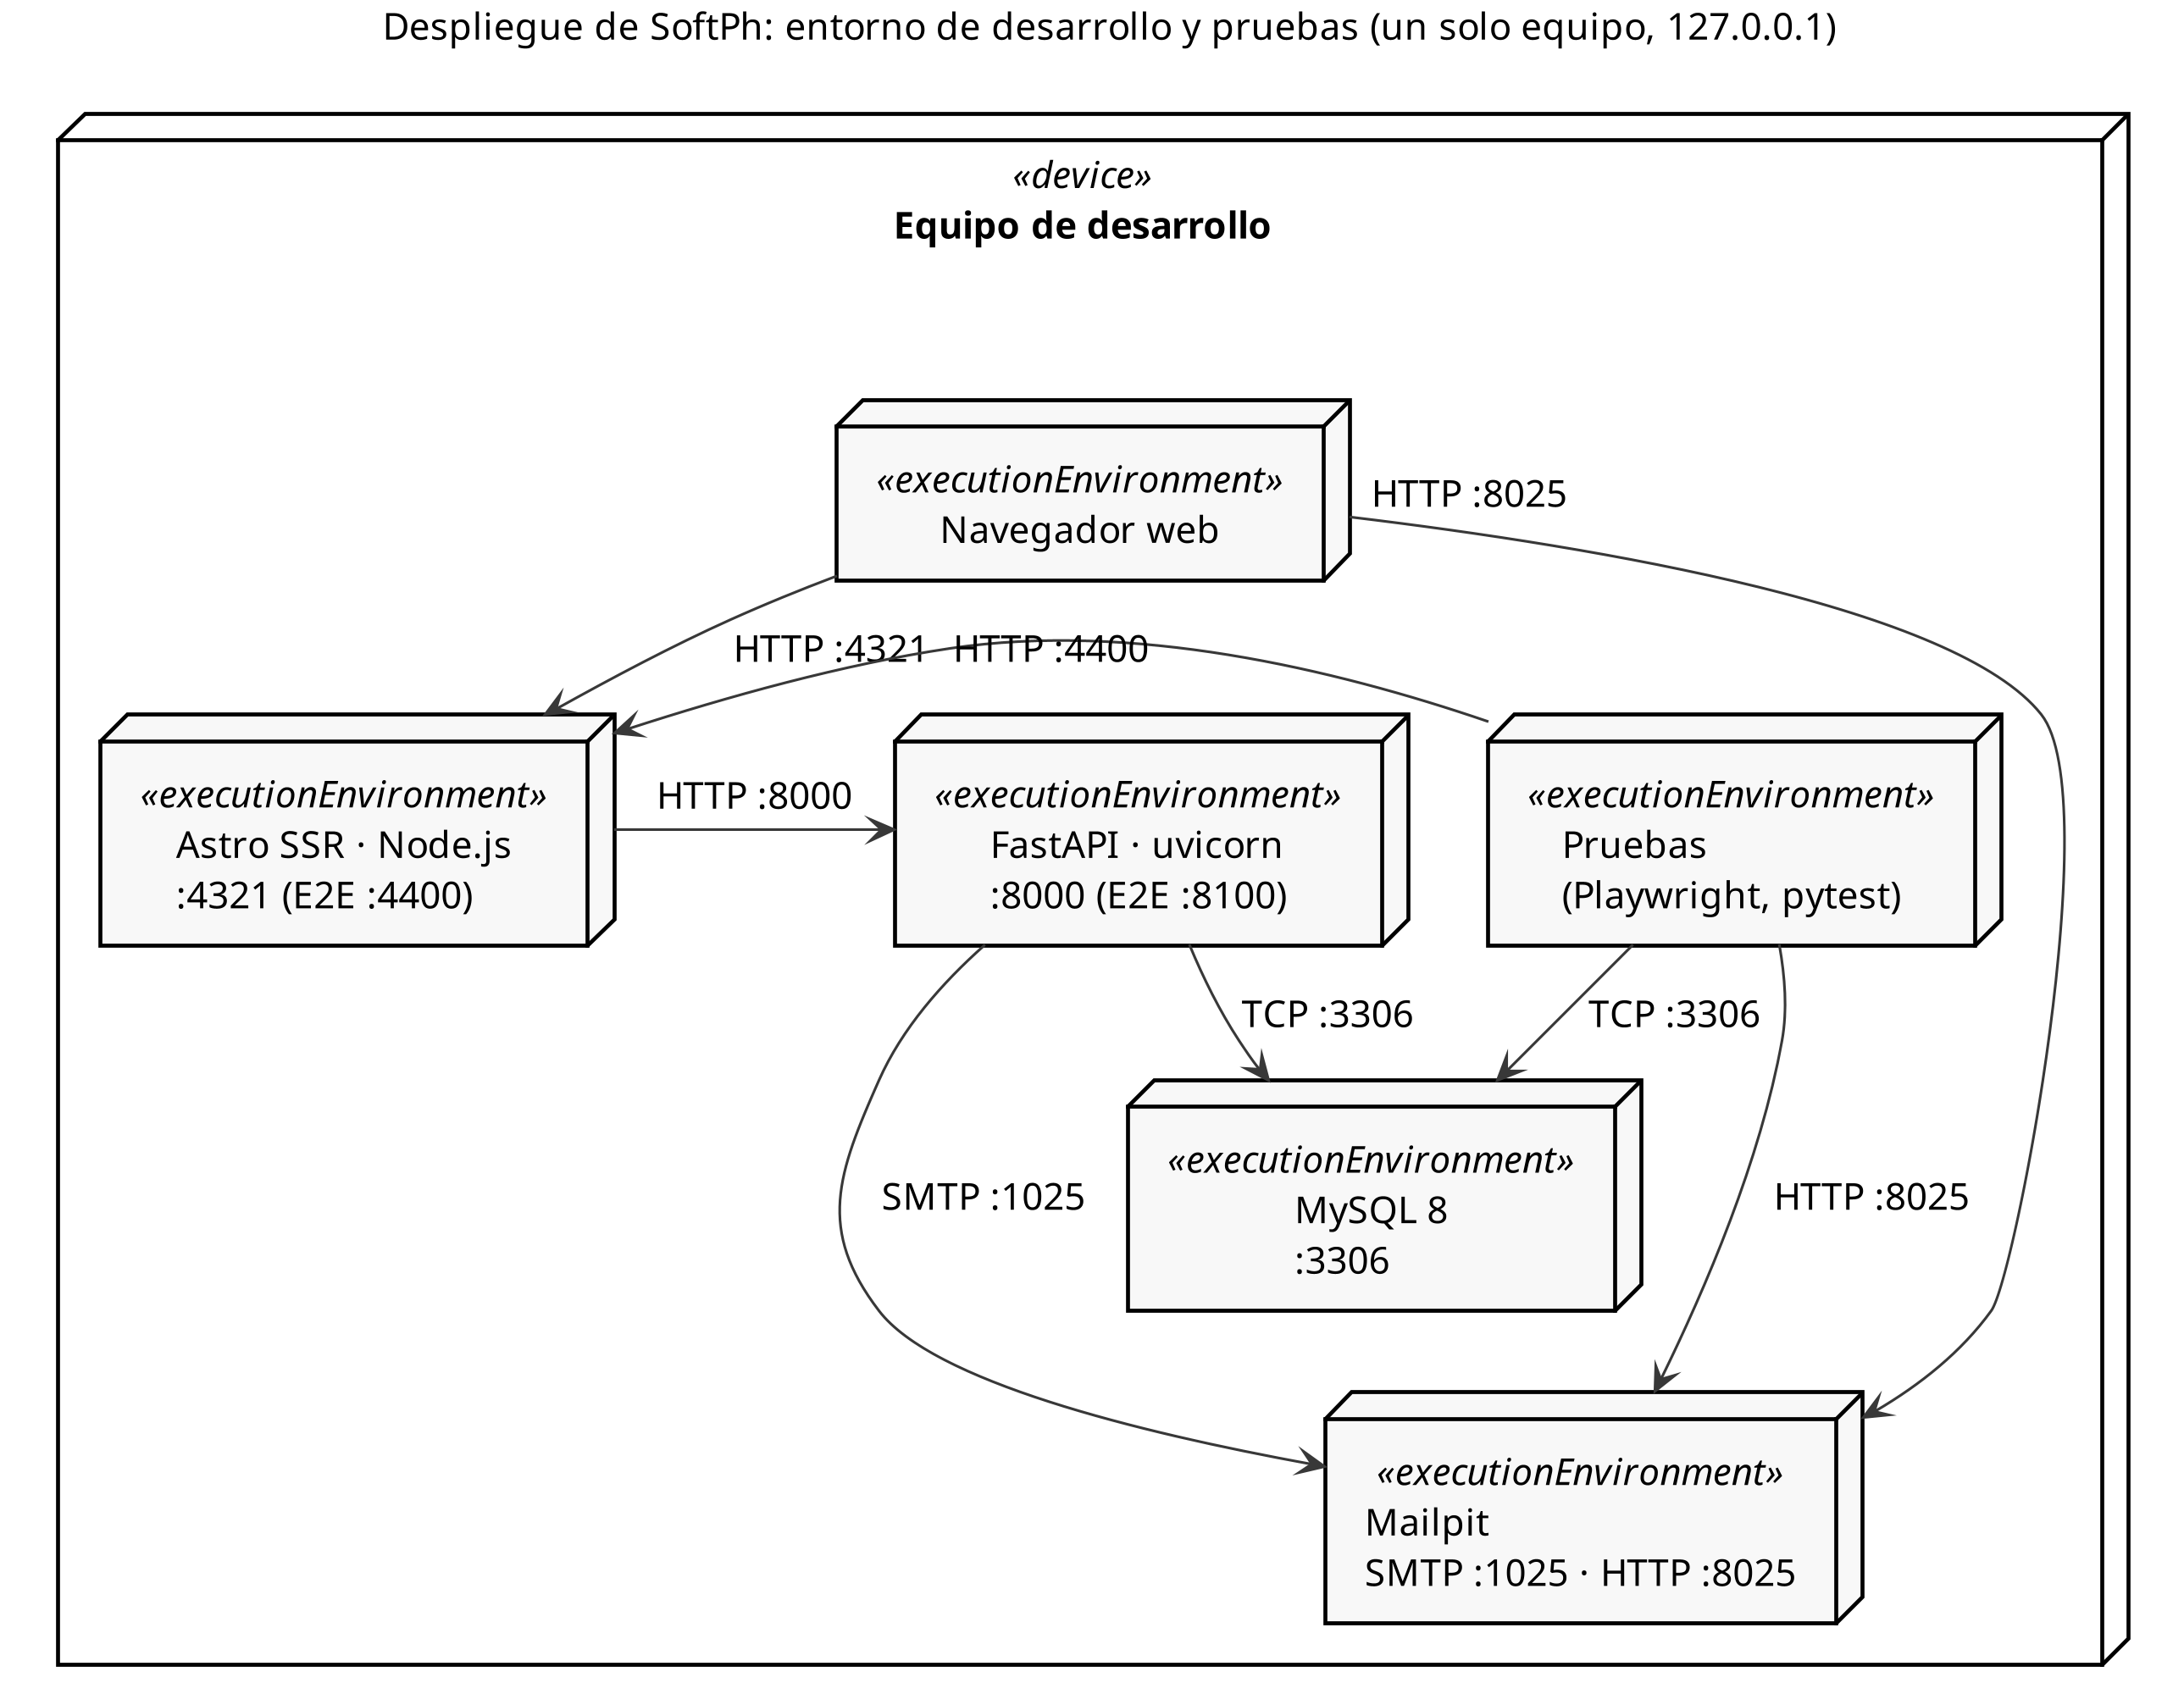 Despliegue de SoftPh: entorno de desarrollo y pruebas (un solo equipo, 127.0.0.1)
«device»
Equipo de desarrollo
«executionEnvironment»
Navegador web
HTTP :8025
HTTP :4321
HTTP :4400
«executionEnvironment»
Astro SSR · Node.js
:4321 (E2E :4400)
HTTP :8000
«executionEnvironment»
FastAPI · uvicorn
:8000 (E2E :8100)
«executionEnvironment»
Pruebas
(Playwright, pytest)
TCP :3306
TCP :3306
SMTP :1025
«executionEnvironment»
MySQL 8
:3306
HTTP :8025
«executionEnvironment»
Mailpit
SMTP :1025 · HTTP :8025